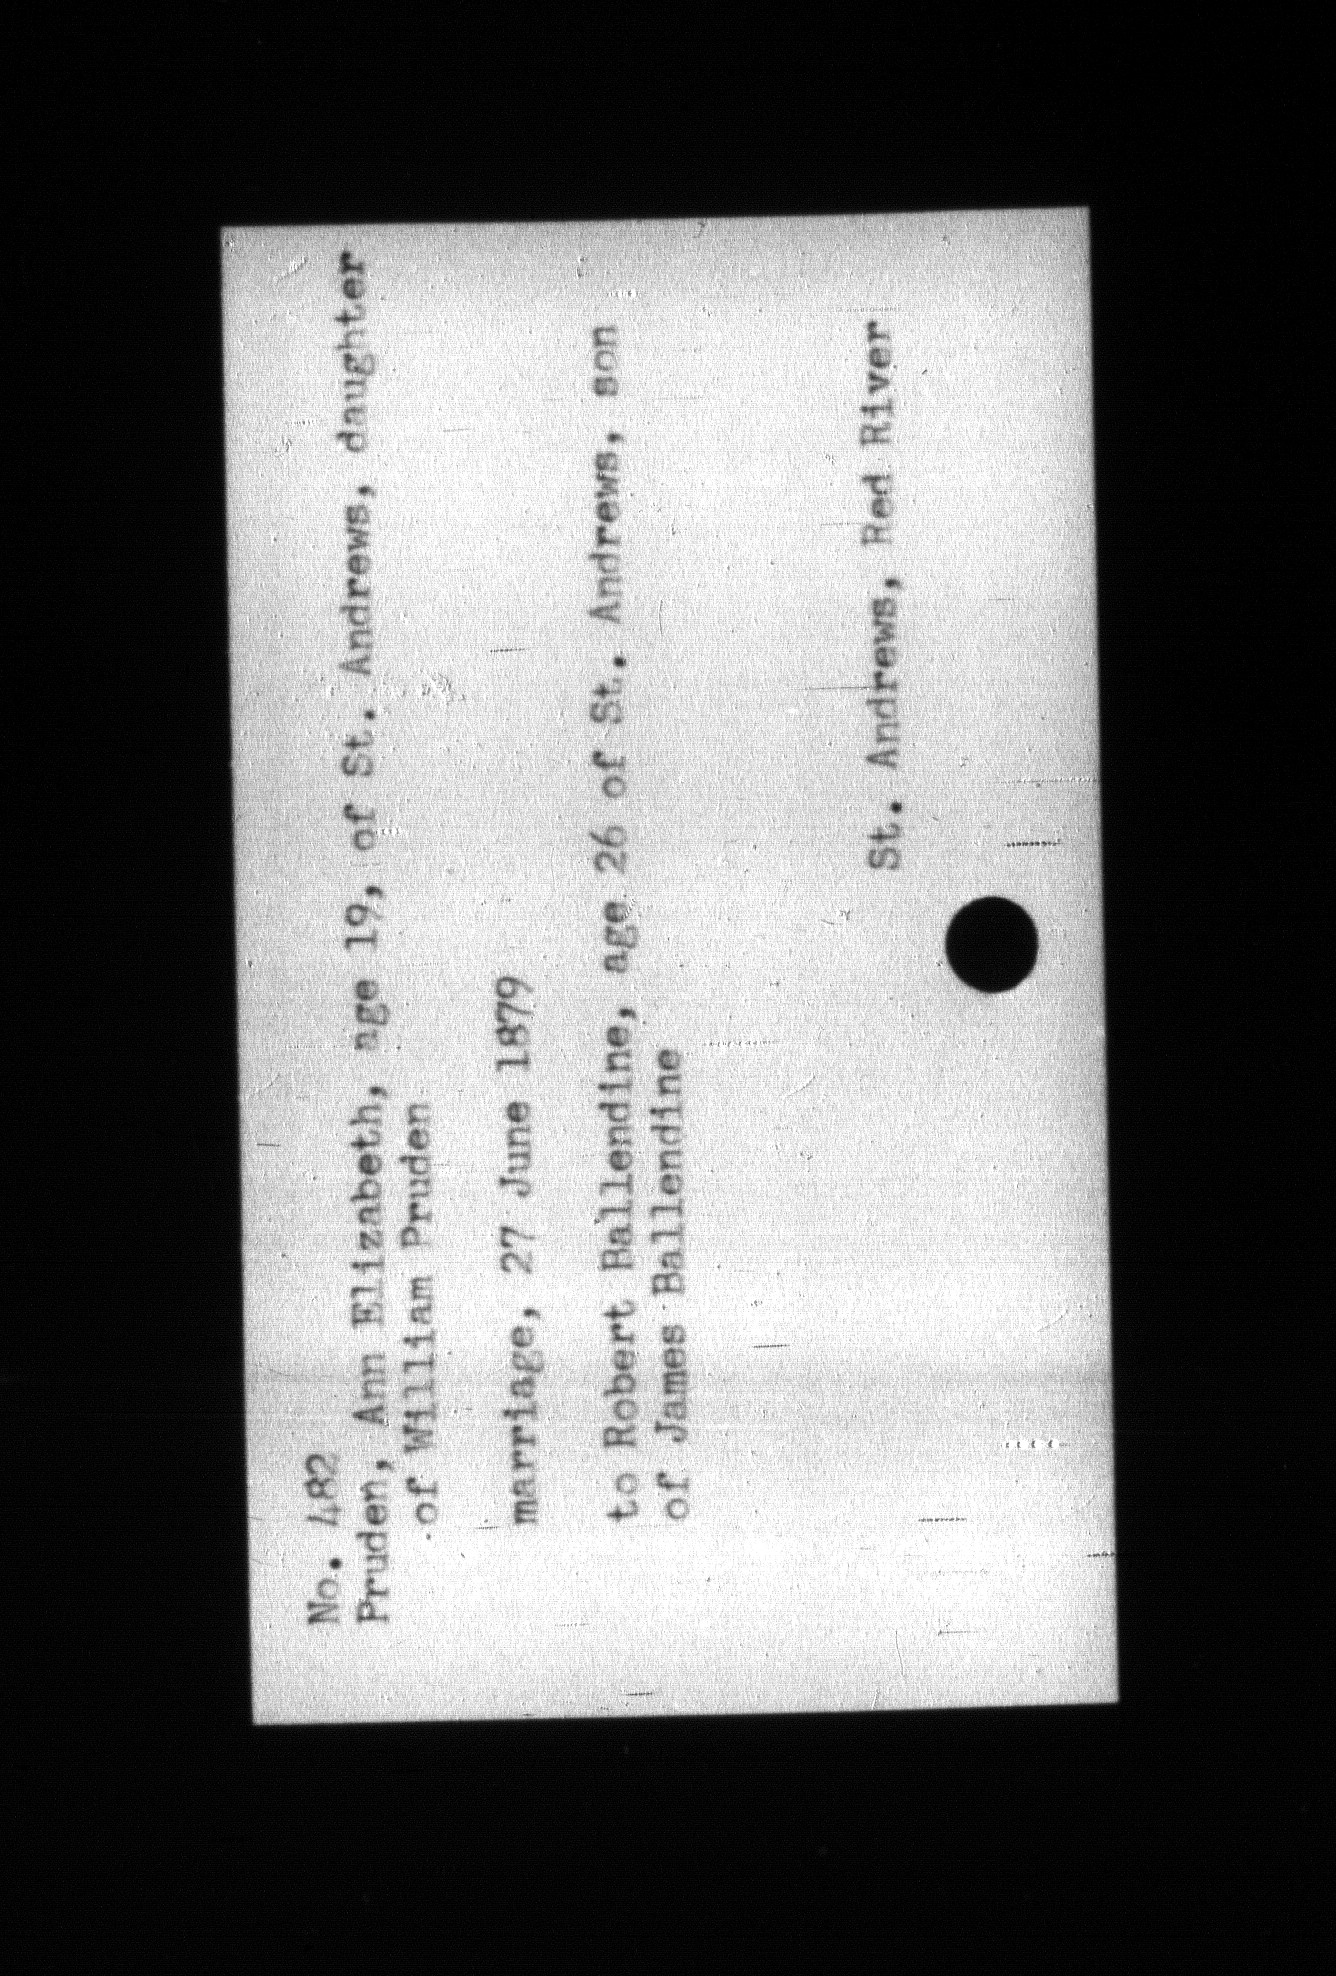 No. 482
Pruden, Ann Elizabeth, age 19, of St. Andrews, daughter
of William Pruden
marriage, 27 June 1879
to Robert Ballendine, age 26 of St. Andrews, son
of James Ballendine
St. Andrews, Red River